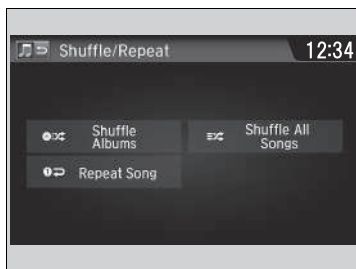 Shuffle/Repeat
12:34
Shuffle
Albums
Shuffle All
Songs
Repeat Song